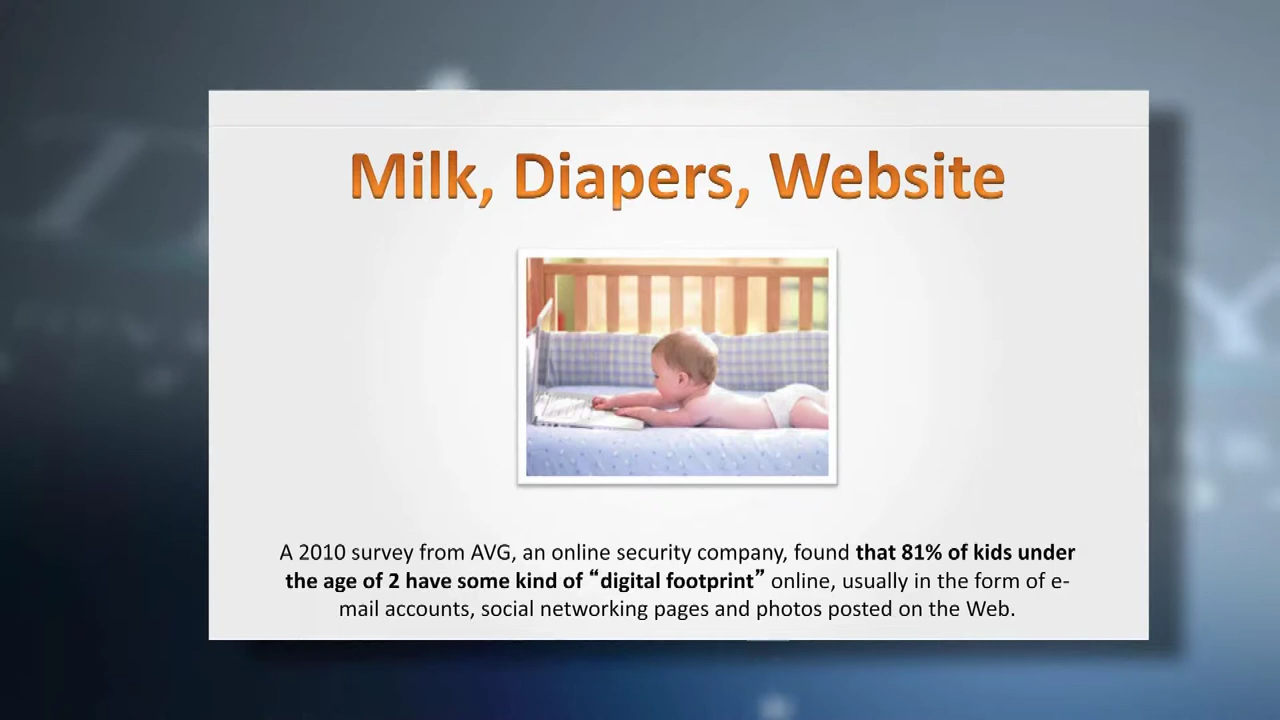 Milk, Diapers, Website
A 2010 survey from AVG, an online security company, found that 81% of kids under
the age of 2 have some kind of “digital footprint” online, usually in the form of e-
mail accounts, social networking pages and photos posted on the Web.